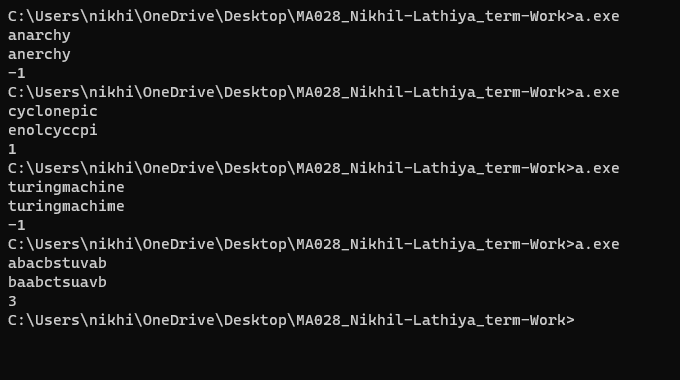 C:\Users\nikhi\OneDrive\Desktop\MA028_Nikhil-Lathiya_term-Work>a.exe
anarchy
anerchy
-1
C:\Users\nikhi\OneDrive\Desktop\MA028_Nikhil-Lathiya_term-Work>a.exe
cyclonepic
enolcyccpi
1
C:\Users\nikhi\OneDrive\Desktop\MA028_Nikhil-Lathiya_term-Work>a.exe
turingmachine
turingmachime
-1
C:\Users\nikhi\OneDrive\Desktop\MA028_Nikhil-Lathiya_term-Work>a.exe
abacbstuvab
baabctsuavb
3
C:\Users\nikhi\OneDrive\Desktop\MA028_Nikhil-Lathiya_term-Work>